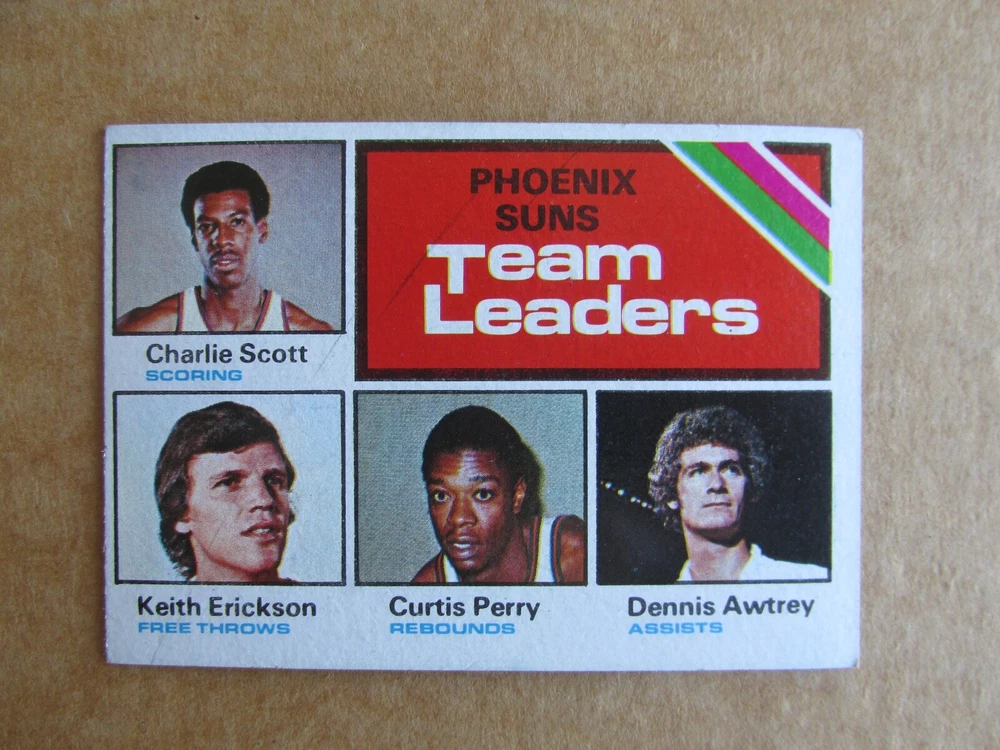 PHOENIX
SUNS
Team
Leaders
Charlie Scott
SCORING
Keith Erickson
FREE THROWS
Curtis Perry
REBOUNDS
Dennis Awtrey
ASSISTS